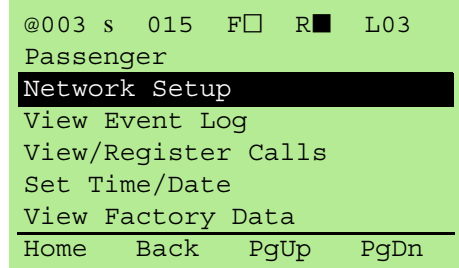 @003 s 015 F□ R■ L03
Passenger
Network Setup
View Event Log
View/Register Calls
Set Time/Date
View Factory Data
Home Back PgUp PgDn